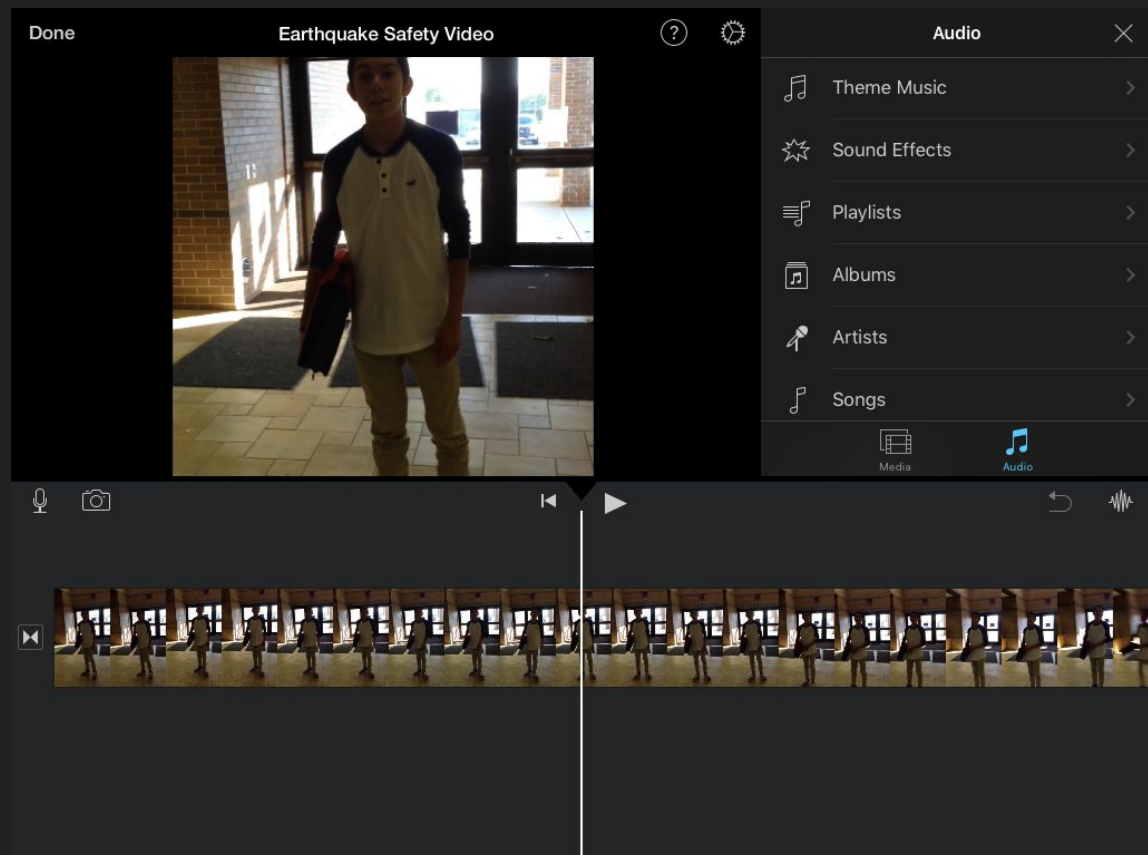 Done
Earthquake Safety Video
?
Audio
Theme Music
Sound Effects
Playlists
Albums
Artists
Songs
Media
Audio